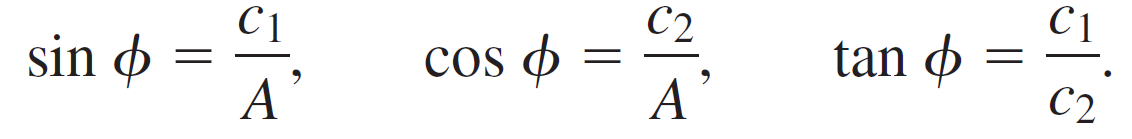 sin ϕ = c₁/A, cos ϕ = c₂/A, tan ϕ = c₁/c₂.